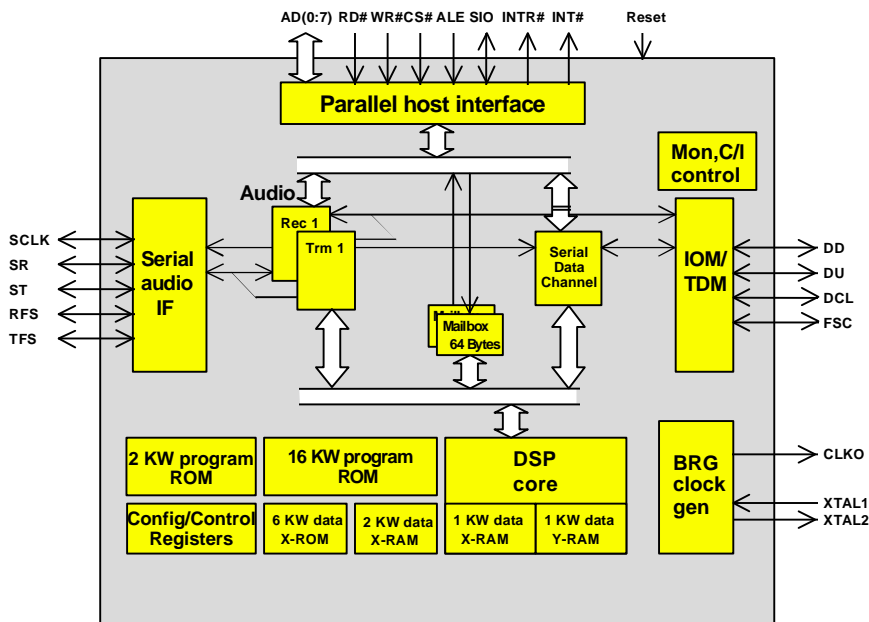 AD(0:7) RD# WR# CS# ALE SIO INTR# INT# Reset
Parallel host interface
Mon,C/I
control
Audio
Rec 1
Trm 1
SCLK
SR
ST
RFS
TFS
Serial
audio
IF
Serial
Data
Channel
IOM/
TDM
DD
DU
DCL
FSC
Mailbox
64 Bytes
2 KW program
ROM
16 KW program
ROM
DSP
core
BRG
clock
gen
CLKO
XTAL1
XTAL2
Config/Control
Registers
6 KW data
X-ROM
2 KW data
X-RAM
1 KW data
X-RAM
1 KW data
Y-RAM